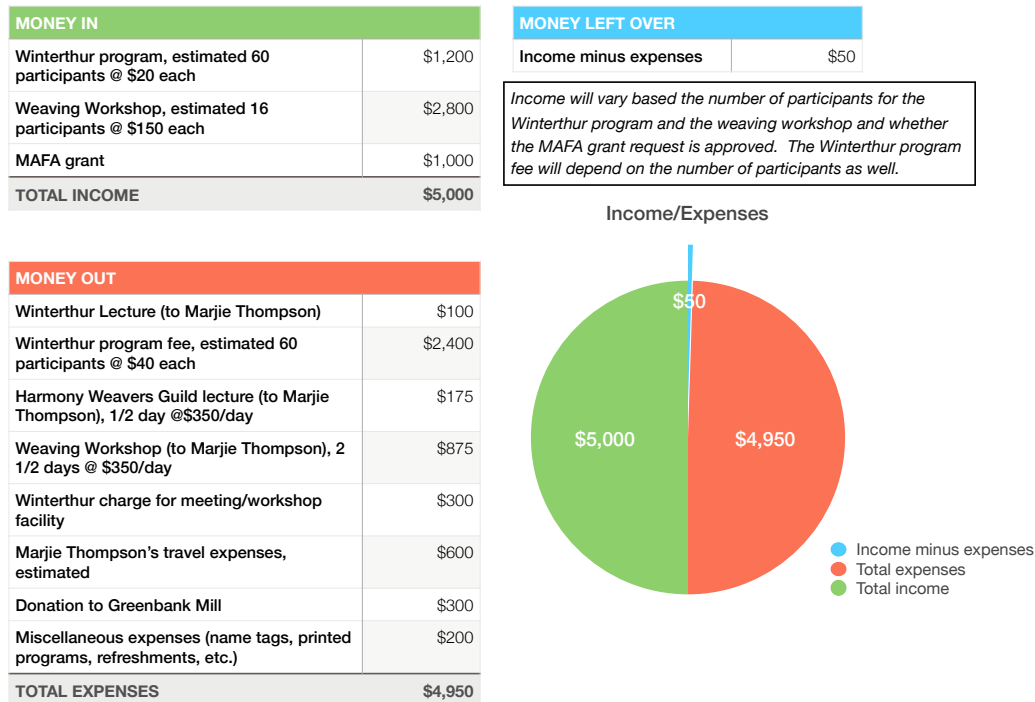 MONEY IN
Winterthur program, estimated 60
participants @ $20 each
$1,200
Weaving Workshop, estimated 16
participants @ $150 each
$2,800
MAFA grant
$1,000
TOTAL INCOME
$5,000
MONEY LEFT OVER
Income minus expenses
$50
Income will vary based the number of participants for the
Winterthur program and the weaving workshop and whether
the MAFA grant request is approved.  The Winterthur program
fee will depend on the number of participants as well.
MONEY OUT
Winterthur Lecture (to Marjie Thompson)
$100
Winterthur program fee, estimated 60
participants @ $40 each
$2,400
Harmony Weavers Guild lecture (to Marjie
Thompson), 1/2 day @$350/day
$175
Weaving Workshop (to Marjie Thompson), 2
1/2 days @ $350/day
$875
Winterthur charge for meeting/workshop
facility
$300
Marjie Thompson’s travel expenses,
estimated
$600
Donation to Greenbank Mill
$300
Miscellaneous expenses (name tags, printed
programs, refreshments, etc.)
$200
TOTAL EXPENSES
$4,950
Income/Expenses
$50
$5,000
$4,950
Income minus expenses
Total expenses
Total income